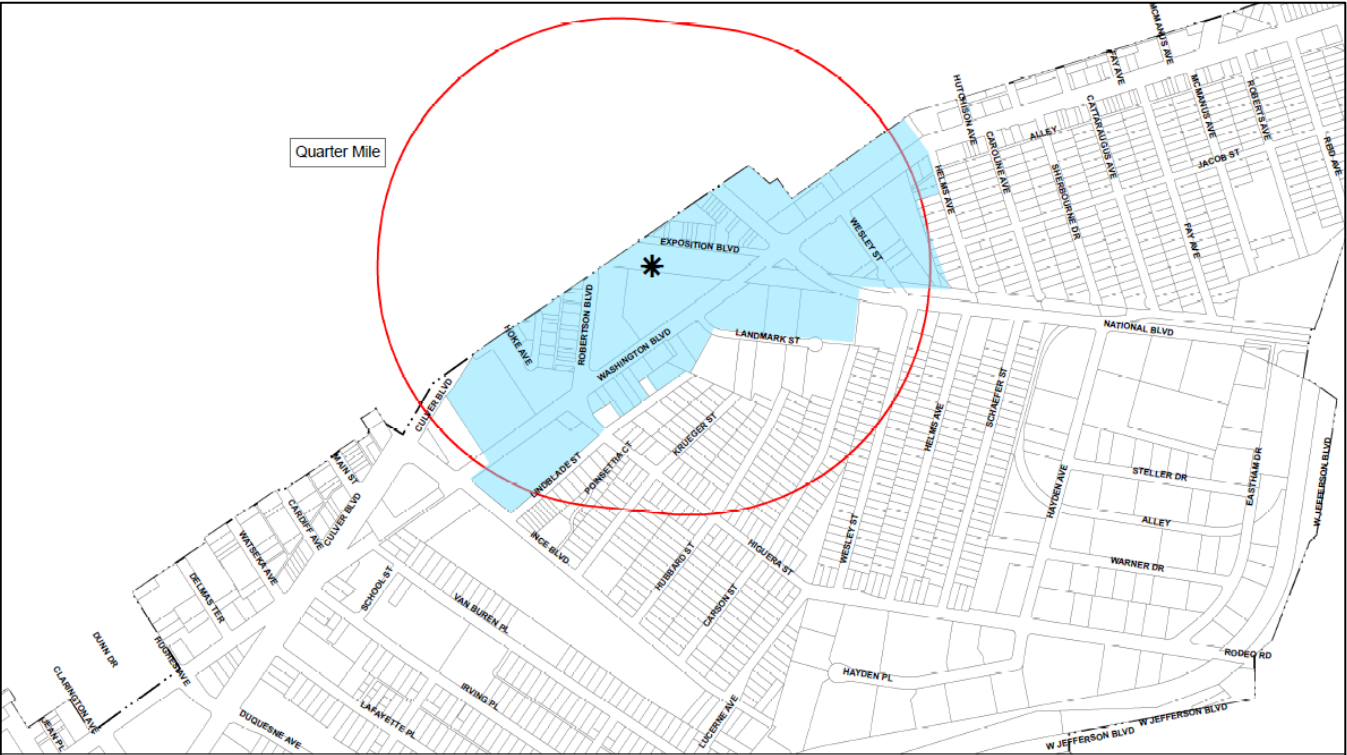 MCMANUS AVE
FAY AVE
HUTCHISON AVE
CATTARAUGUS AVE
MCMANUS AVE
ROBERTS AVE
REID AVE
ALLEY
CAROLINE AVE
Quarter Mile
JACOB ST
HELMS AVE
SHERBOURNE DR
WESLEY ST
FAY AVE
EXPOSITION BLVD
ROBERTSON BLVD
HOKE AVE
WASHINGTON BLVD
LANDMARK ST
NATIONAL BLVD
CULVER BLVD
SCHAEFER ST
HELMS AVE
KRUEGER ST
POINSETTIA CT
LINDBLADE ST
MAIN ST
CARDIFF AVE
CULVER BLVD
WATSEKA AVE
DELMAS TER
STELLER DR
EASTHAM DR
W JEFFERSON BLVD
HAYDEN AVE
ALLEY
WESLEY ST
INCE BLVD
HUBBARD ST
HIGUERA ST
WARNER DR
SCHOOL ST
CARSON ST
VAN BUREN PL
DUNN DR
HUGHES AVE
RODEO RD
CLARINGTON AVE
HAYDEN PL
IRVING PL
LAFAYETTE PL
LUCERNE AVE
JEAN PL
DUQUESNE AVE
W JEFFERSON BLVD
W JEFFERSON BLVD